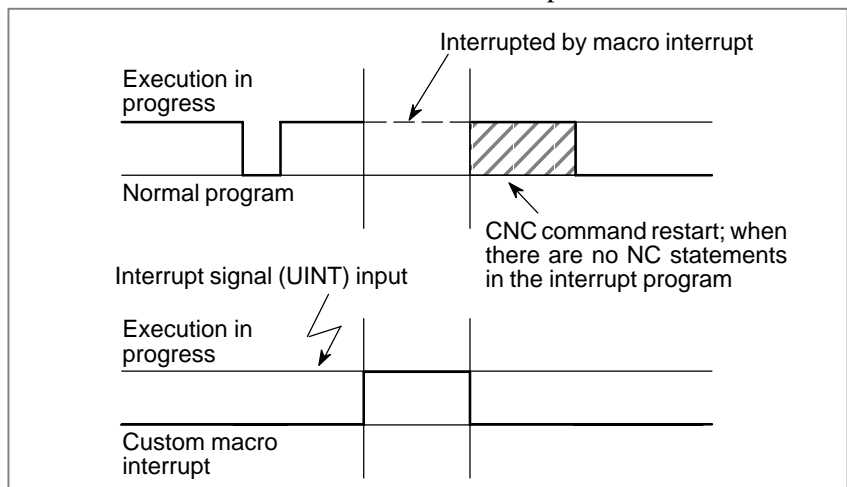 Interrupted by macro interrupt
Execution in
progress
Normal program
CNC command restart; when
there are no NC statements
in the interrupt program
Interrupt signal (UINT) input
Execution in
progress
Custom macro
interrupt